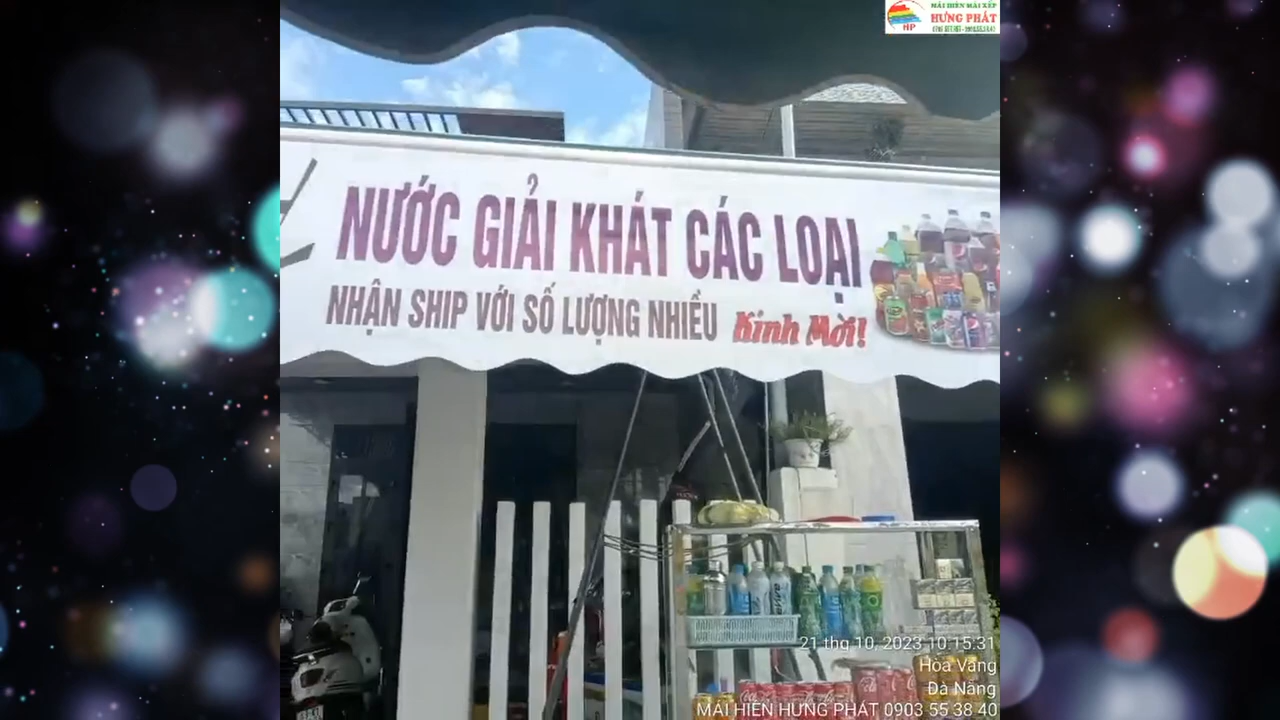 MÁI HIÊN MÁI XẾP
HƯNG PHÁT
HP
NƯỚC GIẢI KHÁT CÁC LOẠI
NHẬN SHIP VỚI SỐ LƯỢNG NHIỀU Kính Mời!
21 thg 10, 2023 10:15:31
Hòa Vang
Đà Nẵng
MÁI HIÊN HƯNG PHÁT 0903 55 38 40